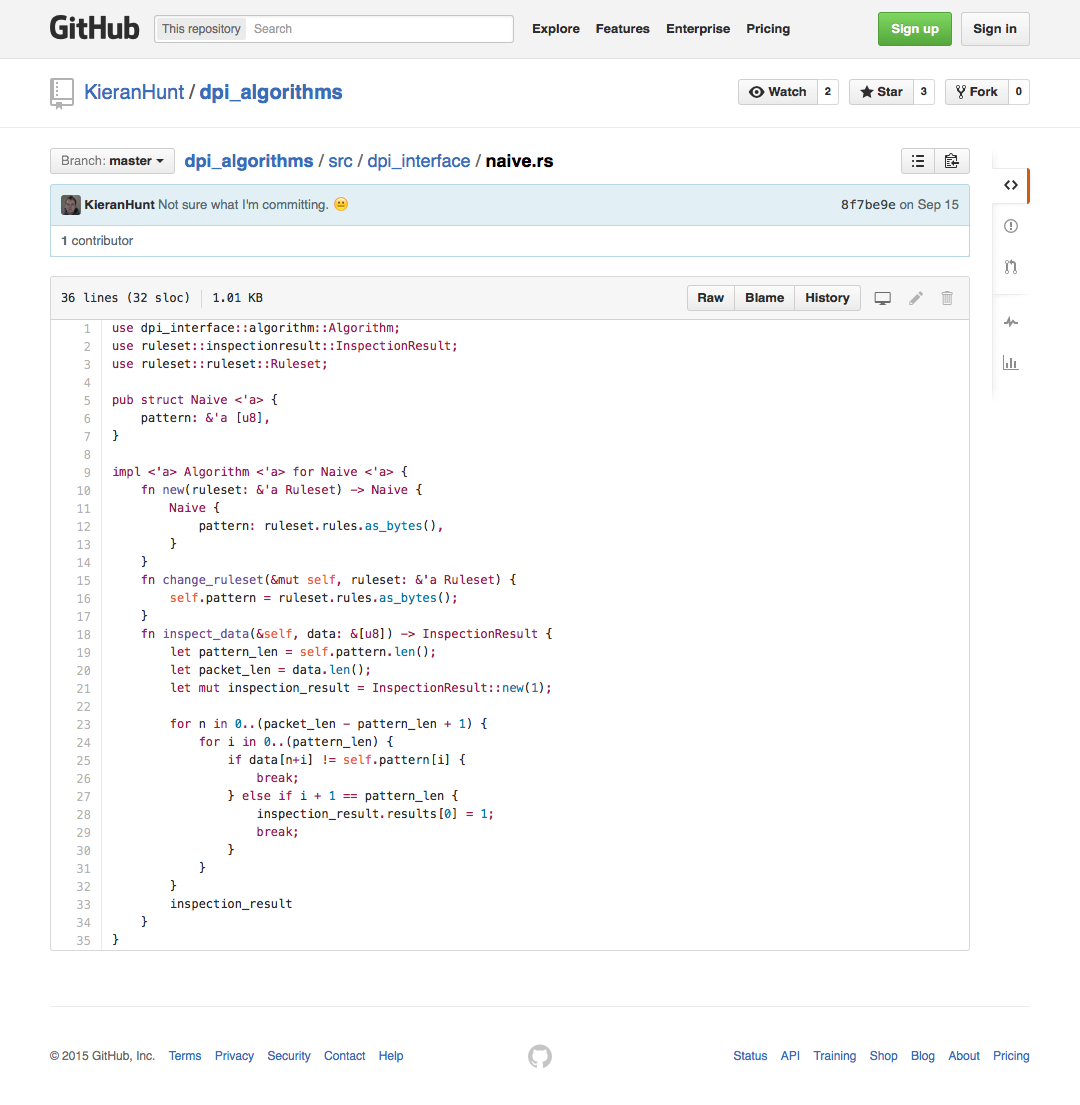 GitHub This repository Search Explore Features Enterprise Pricing Sign up Sign in
KieranHunt / dpi_algorithms Watch 2 Star 3 Fork 0
Branch: master dpi_algorithms / src / dpi_interface / naive.rs
KieranHunt Not sure what I'm committing. 😐 8f7be9e on Sep 15
1 contributor
36 lines (32 sloc) 1.01 KB Raw Blame History
1 use dpi_interface::algorithm::Algorithm;
2 use ruleset::inspectionresult::InspectionResult;
3 use ruleset::ruleset::Ruleset;
4
5 pub struct Naive <'a> {
6     pattern: &'a [u8],
7 }
8
9 impl <'a> Algorithm <'a> for Naive <'a> {
10     fn new(ruleset: &'a Ruleset) -> Naive {
11         Naive {
12             pattern: ruleset.rules.as_bytes(),
13         }
14     }
15     fn change_ruleset(&mut self, ruleset: &'a Ruleset) {
16         self.pattern = ruleset.rules.as_bytes();
17     }
18     fn inspect_data(&self, data: &[u8]) -> InspectionResult {
19         let pattern_len = self.pattern.len();
20         let packet_len = data.len();
21         let mut inspection_result = InspectionResult::new(1);
22
23         for n in 0..(packet_len - pattern_len + 1) {
24             for i in 0..(pattern_len) {
25                 if data[n+i] != self.pattern[i] {
26                     break;
27                 } else if i + 1 == pattern_len {
28                     inspection_result.results[0] = 1;
29                     break;
30                 }
31             }
32         }
33         inspection_result
34     }
35 }
© 2015 GitHub, Inc. Terms Privacy Security Contact Help Status API Training Shop Blog About Pricing